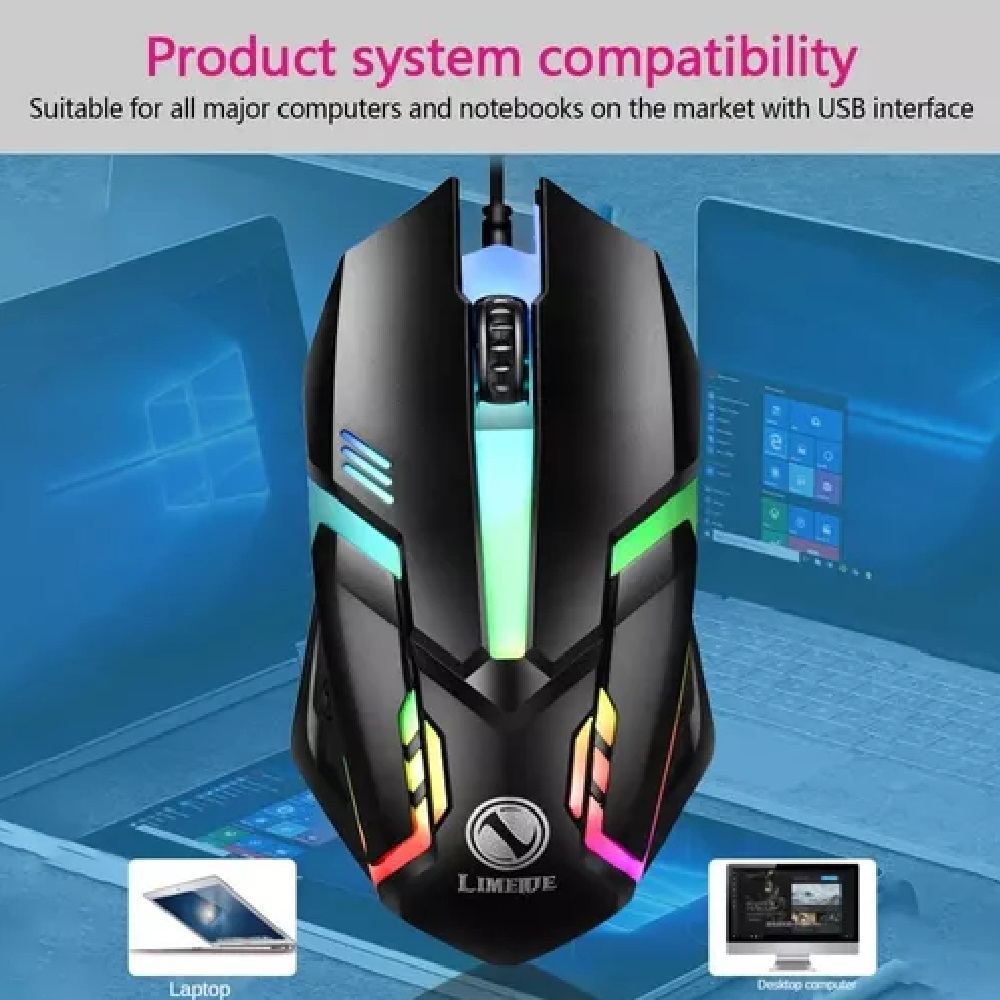 Product system compatibility
Suitable for all major computers and notebooks on the market with USB interface
LIMEIDE
Laptop
Desktop computer